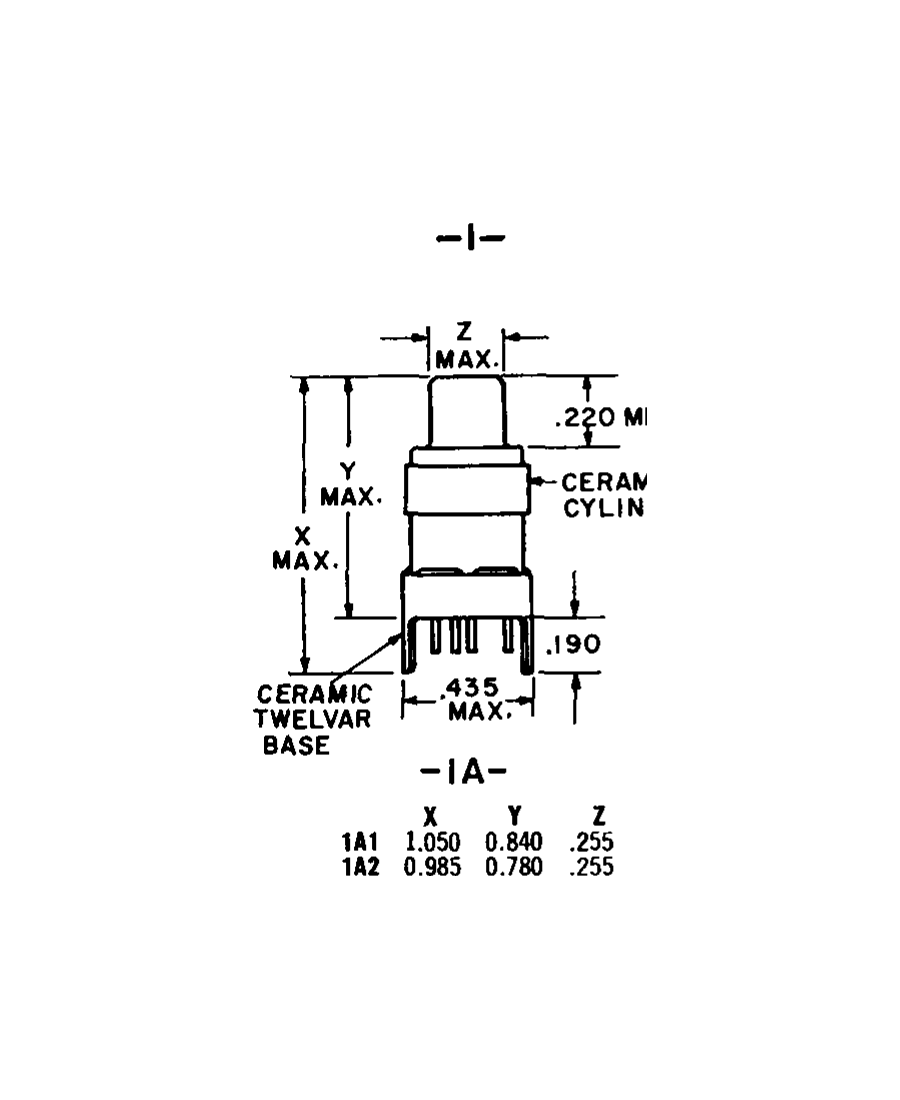 -1-
Z
MAX.
.220 MI
Y
MAX.
CERAM
CYLIN
X
MAX.
.190
CERAMIC
TWELVAR
BASE
.435
MAX.
-1A-
X Y Z
1A1 1.050 0.840 .255
1A2 0.985 0.780 .255